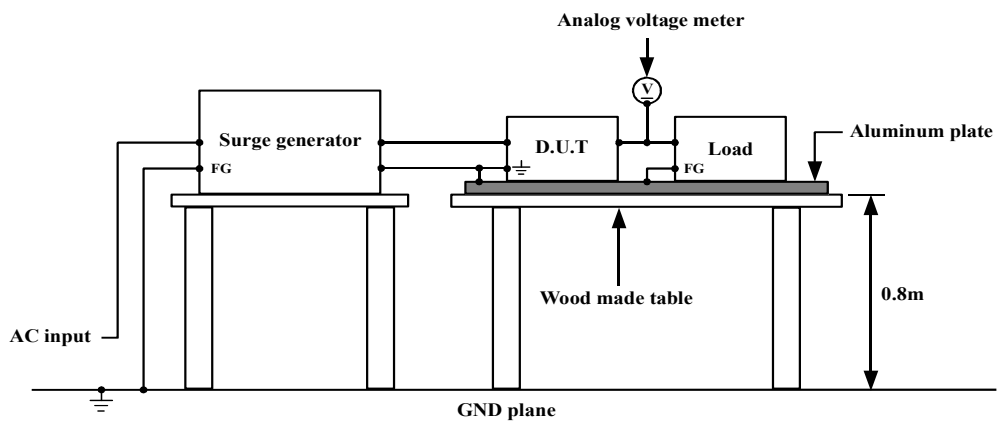 Analog voltage meter
V
Surge generator
FG
D.U.T
Load
FG
Aluminum plate
Wood made table
0.8m
AC input
GND plane